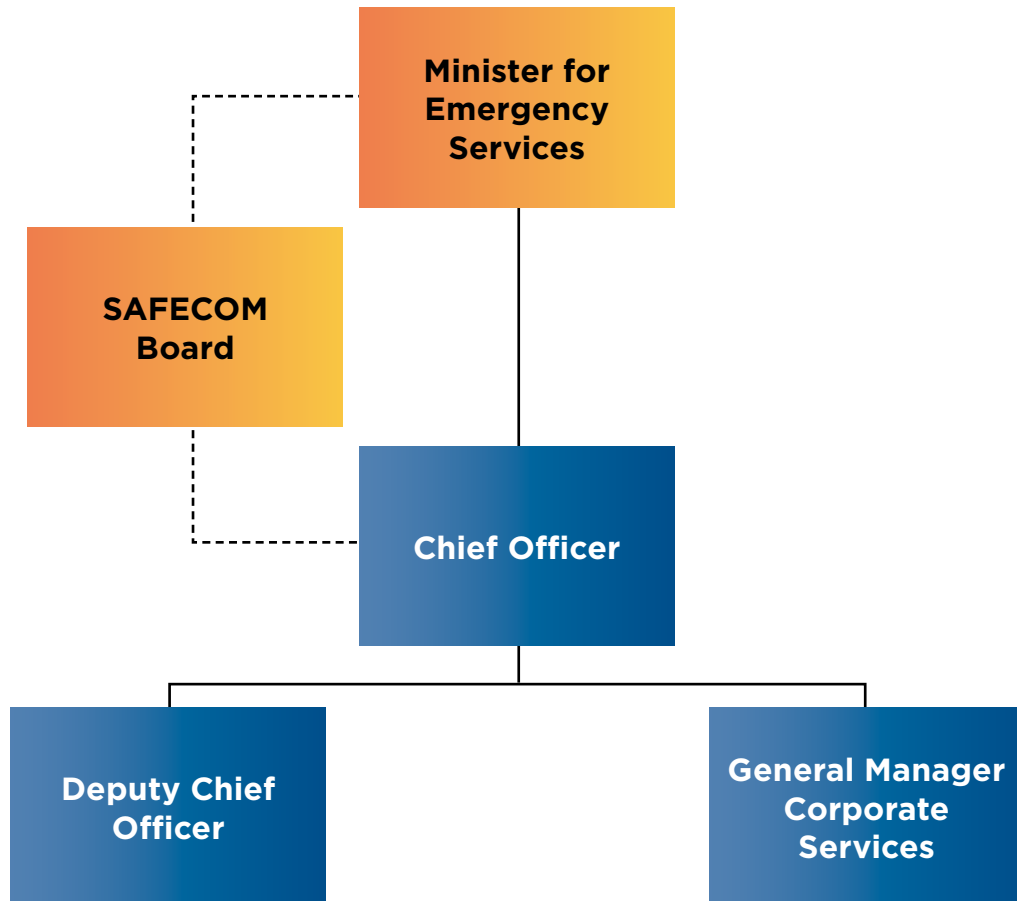 Minister for
Emergency
Services
SAFECOM
Board
Chief Officer
Deputy Chief
Officer
General Manager
Corporate
Services